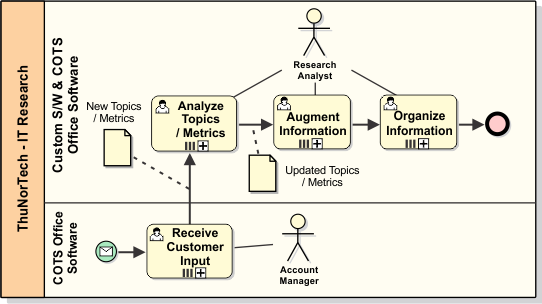 ThuNorTech - IT Research
Custom S/W & COTS
Office Software
Research
Analyst
New Topics
/ Metrics
Analyze
Topics
/ Metrics
Augment
Information
Organize
Information
Updated Topics
/ Metrics
COTS Office
Software
Receive
Customer
Input
Account
Manager